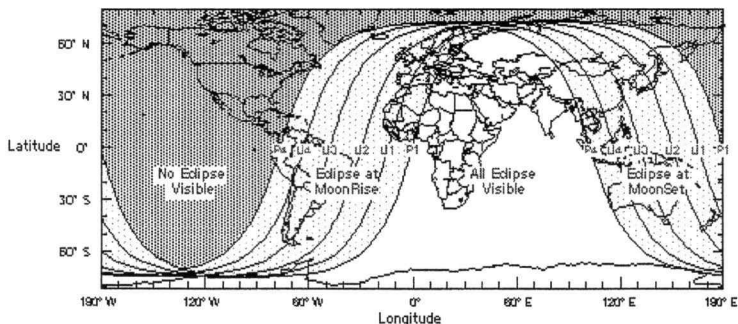 60° N
30° N
Latitude 0°
30° S
60° S
P4 U4 U3 U2 U1 P1 P4 U4 U3 U2 U1 P1
No Eclipse Visible
Eclipse at MoonRise
All Eclipse Visible
Eclipse at MoonSet
180° W 120° W 60° W 0° 60° E 120° E 180° E
Longitude